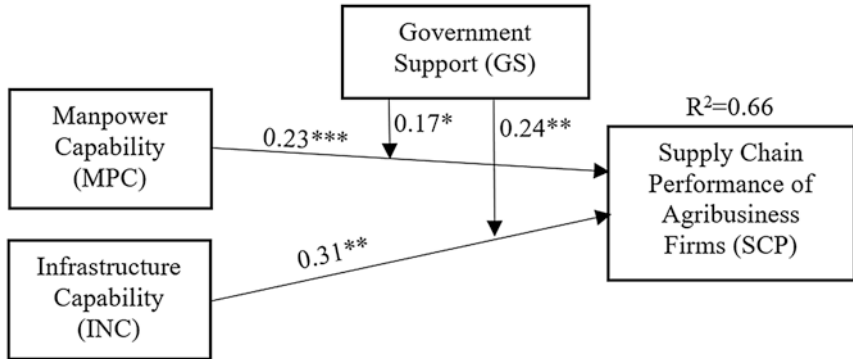 Government
Support (GS)
R²=0.66
Manpower
Capability
(MPC)
0.23***
0.17*
0.24**
Supply Chain
Performance of
Agribusiness
Firms (SCP)
Infrastructure
Capability
(INC)
0.31**